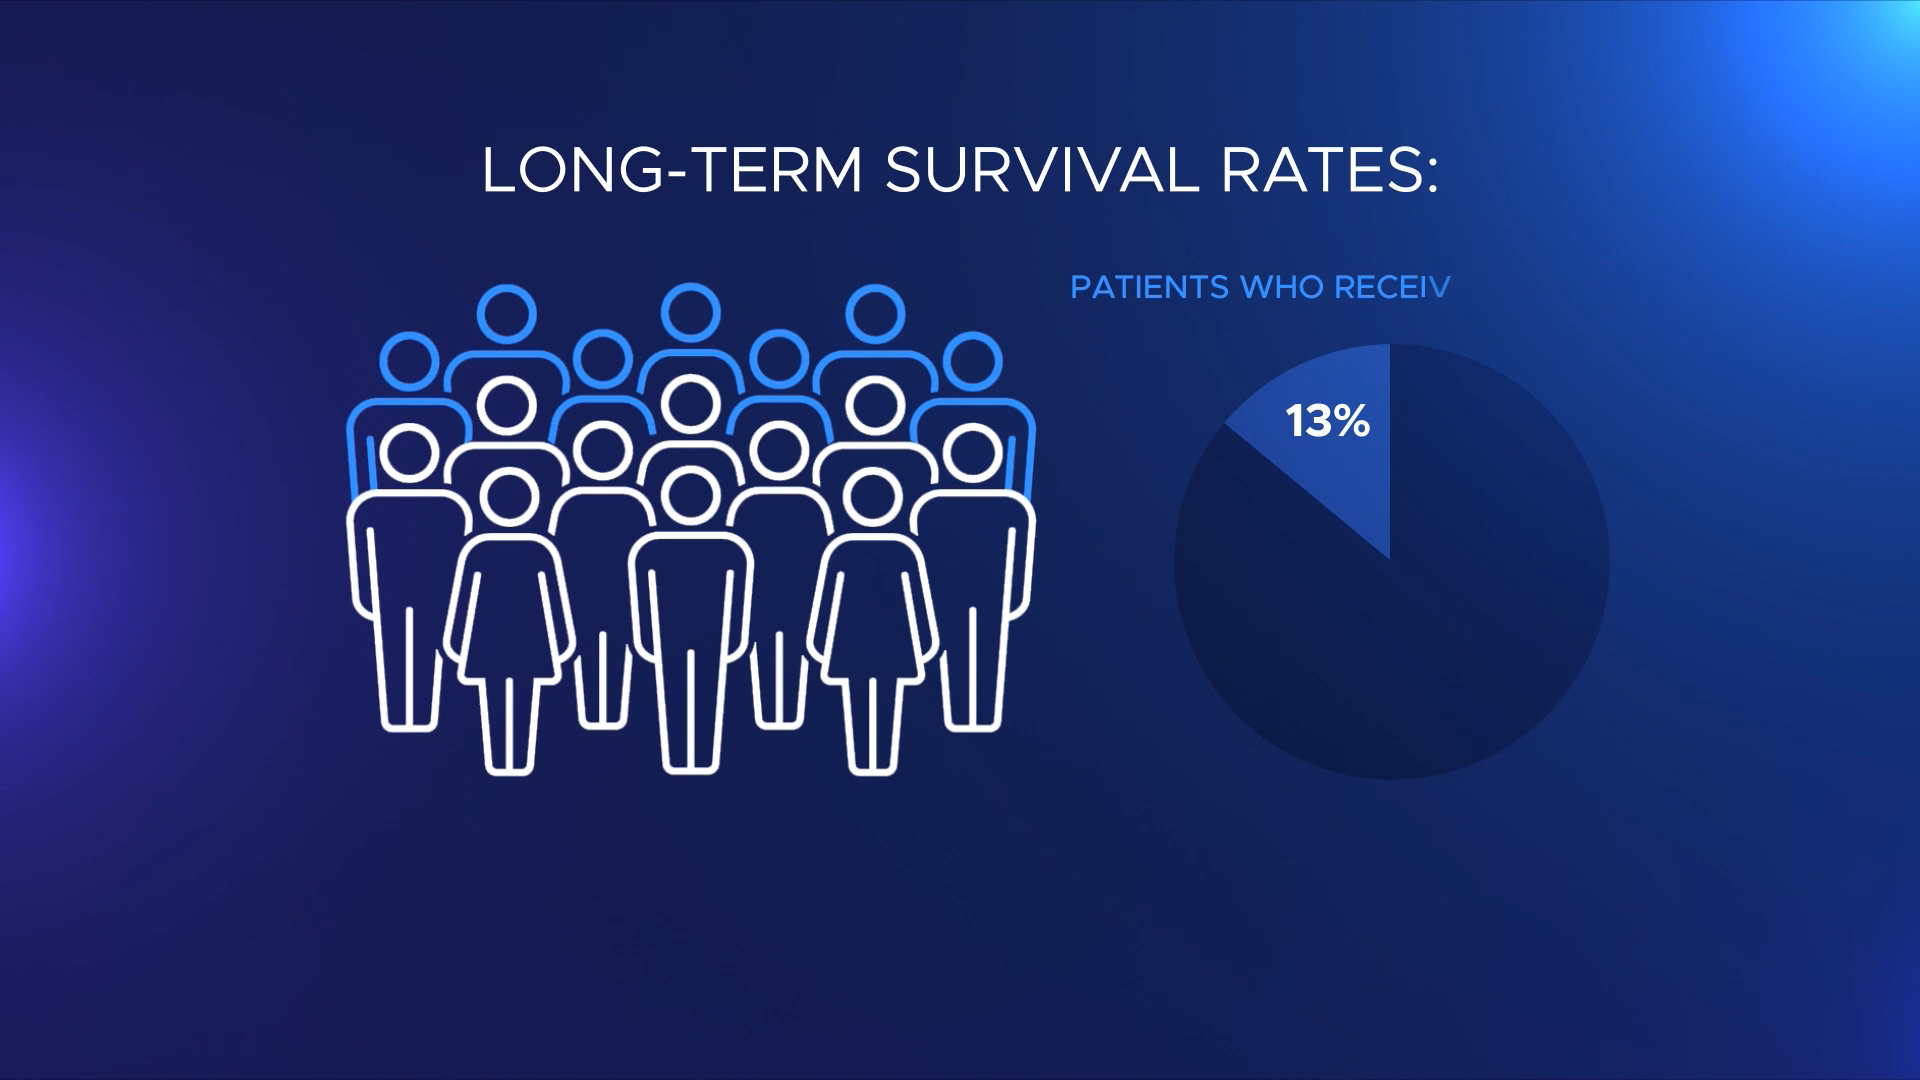 LONG-TERM SURVIVAL RATES:
PATIENTS WHO RECEIV
13%